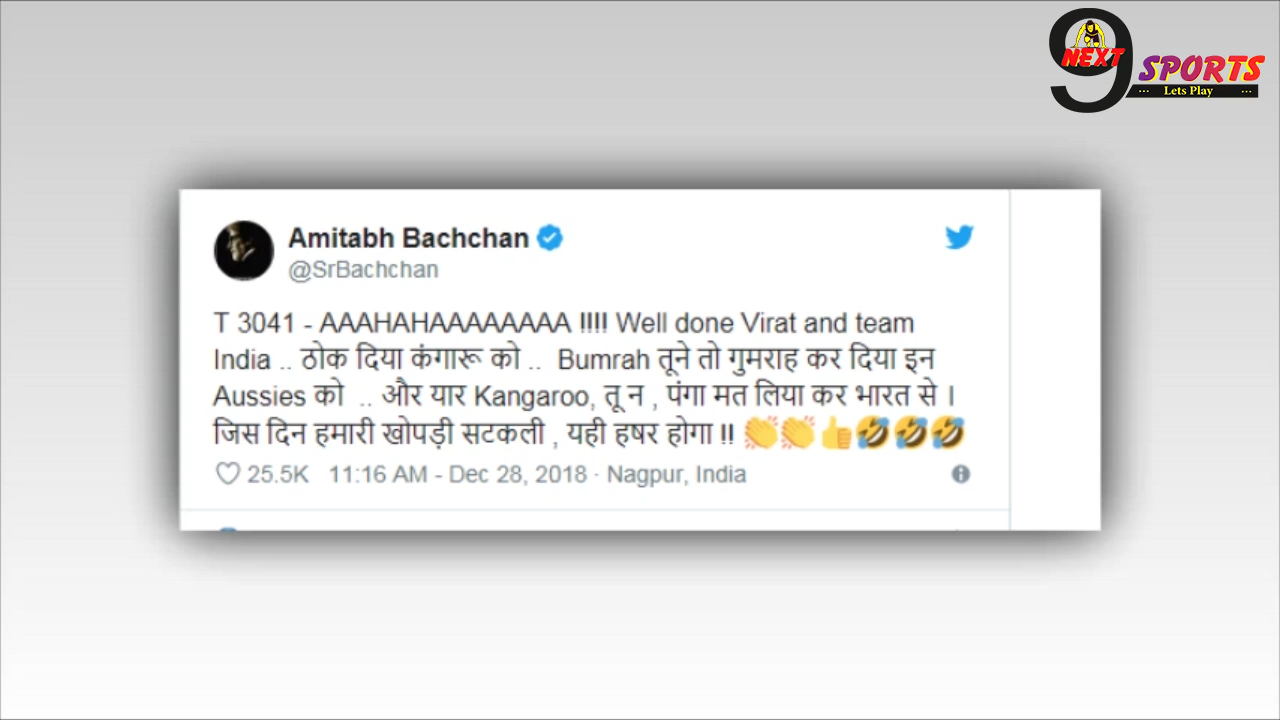 9
NEXT
SPORTS
... Lets Play ...
Amitabh Bachchan
@SrBachchan
T 3041 - AAAHAHAAAAAAAA !!!! Well done Virat and team
India .. ठोक दिया कंगारू को .. Bumrah तूने तो गुमराह कर दिया इन
Aussies को .. और यार Kangaroo, तू न , पंगा मत लिया कर भारत से ।
जिस दिन हमारी खोपड़ी सटकली , यही हषर होगा !! 👏👏👍🤣🤣🤣
25.5K 11:16 AM - Dec 28, 2018 · Nagpur, India